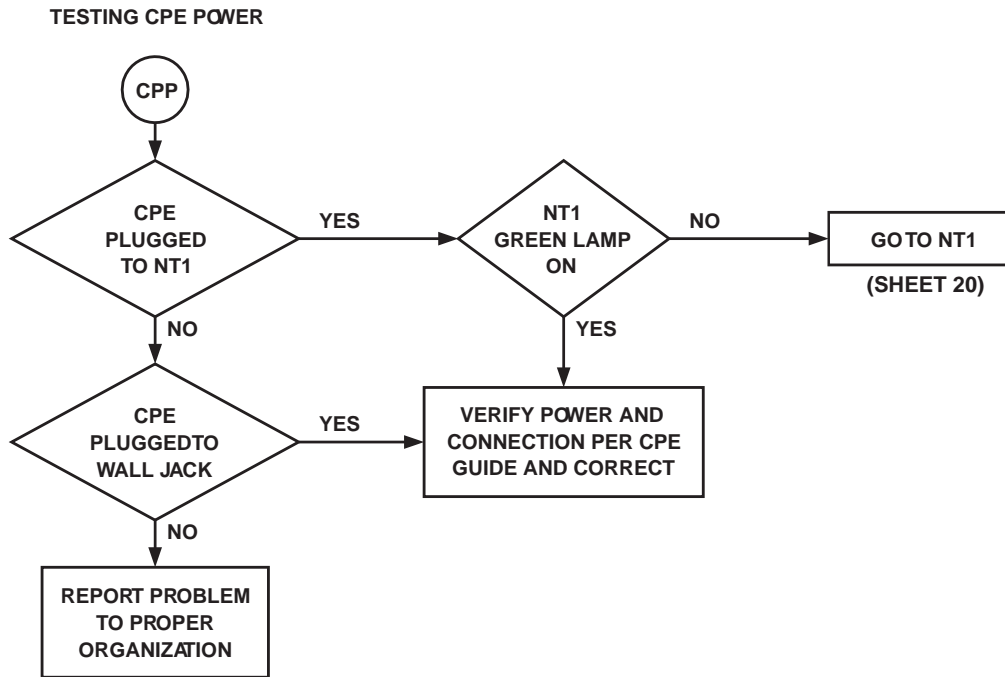 TESTING CPE POWER
CPP
CPE
PLUGGED
TO NT1
YES
NT1
GREEN LAMP
ON
NO
GO TO NT1
(SHEET 20)
NO
YES
CPE
PLUGGEDTO
WALL JACK
YES
VERIFY POWER AND
CONNECTION PER CPE
GUIDE AND CORRECT
NO
REPORT PROBLEM
TO PROPER
ORGANIZATION